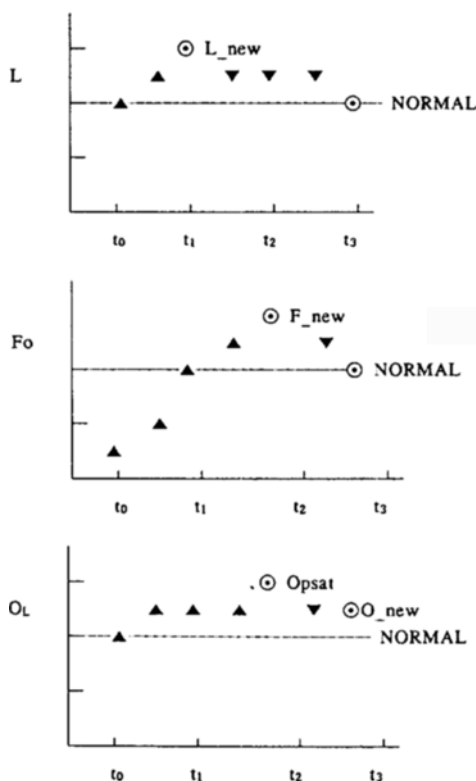 L_new
L
NORMAL
t₀ t₁ t₂ t₃
F_new
Fo
NORMAL
t₀ t₁ t₂ t₃
Opsat
O_L
O_new
NORMAL
t₀ t₁ t₂ t₃